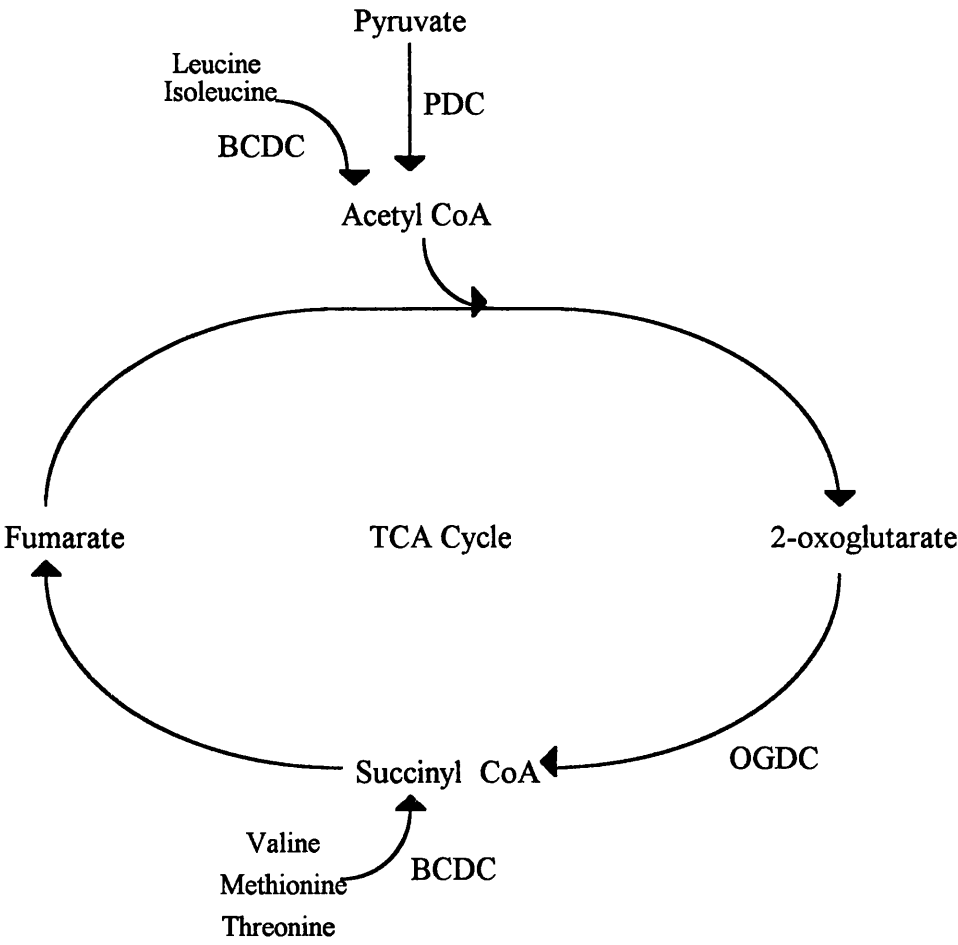 Pyruvate
Leucine
Isoleucine
PDC
BCDC
Acetyl CoA
Fumarate
TCA Cycle
2-oxoglutarate
OGDC
Succinyl CoA
Valine
BCDC
Methionine
Threonine